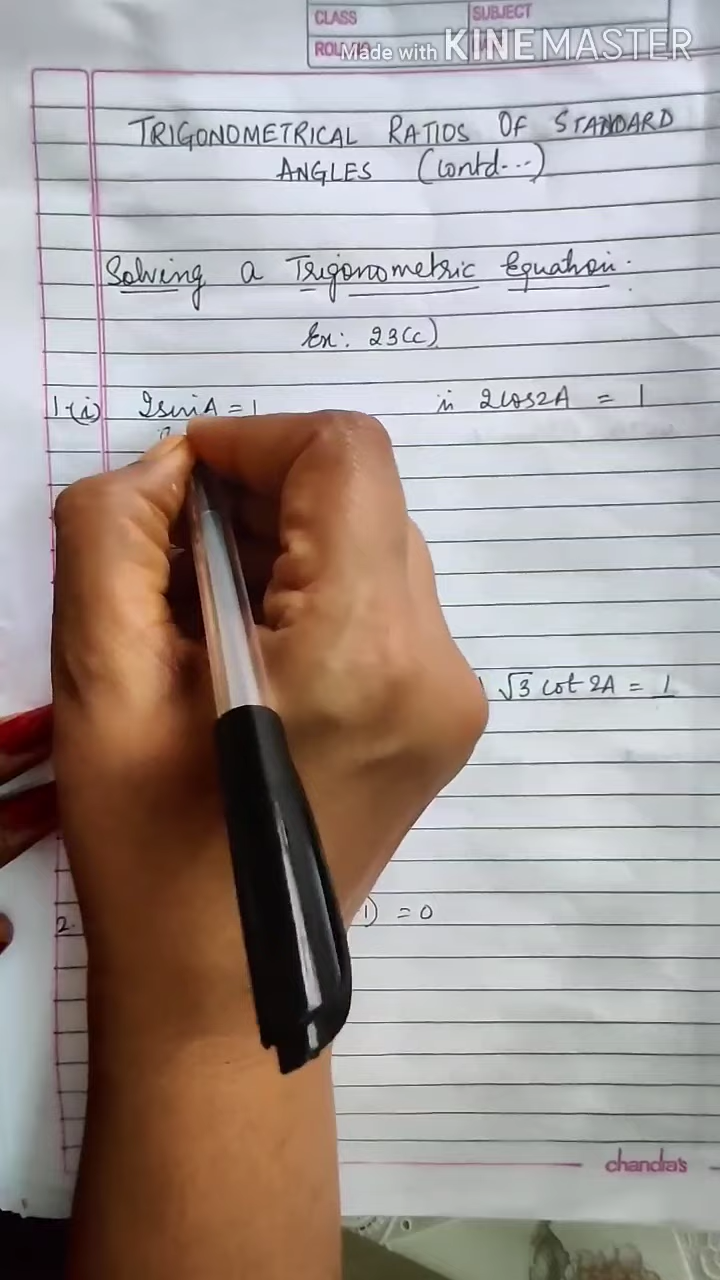 CLASS
SUBJECT
Made with KINEMASTER
TRIGONOMETRICAL RATIOS OF STANDARD
ANGLES (Contd...)
Solving a Trigonometric Equation.
Ex: 23(c)
1.(i) 2sinA = 1
ii 2cos2A = 1
√3 cot 2A = 1
2. 1) = 0
chandra's